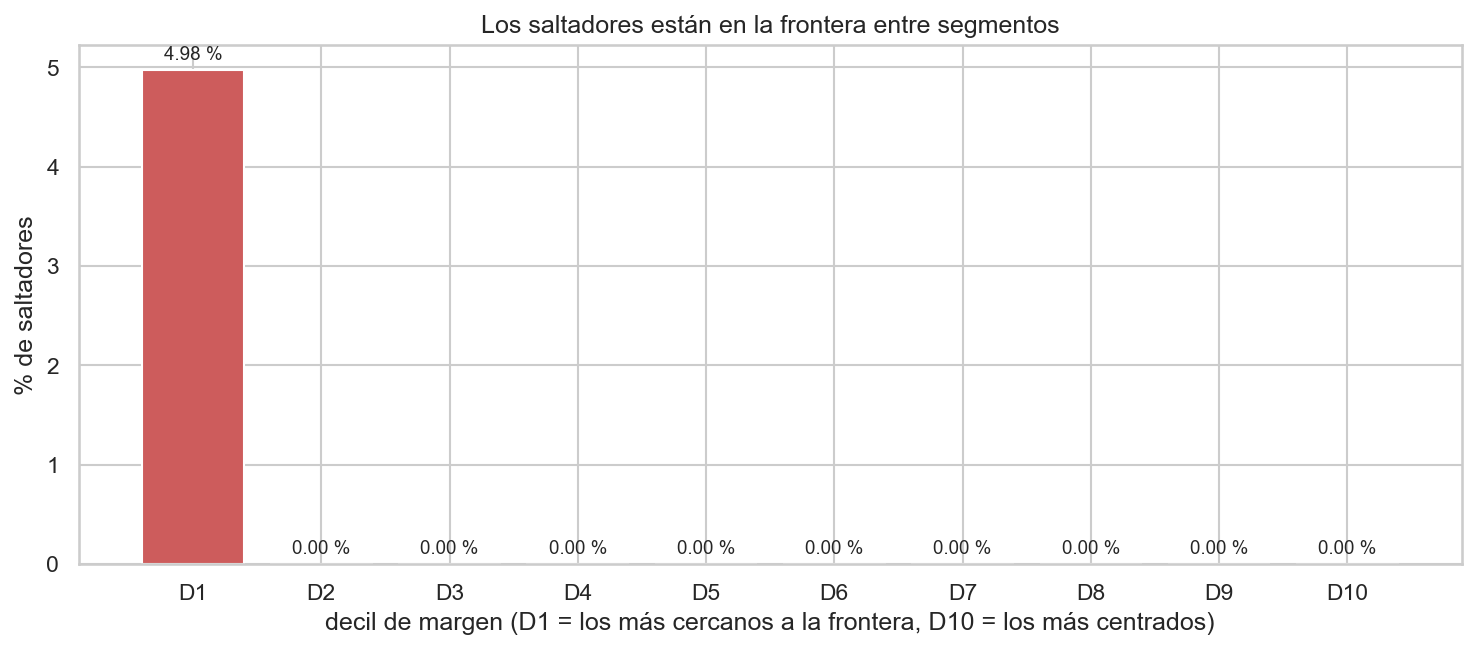 Los saltadores están en la frontera entre segmentos
4.98 %
5
4
3
2
1
0
% de saltadores
0.00 % 0.00 % 0.00 % 0.00 % 0.00 % 0.00 % 0.00 % 0.00 % 0.00 %
D1 D2 D3 D4 D5 D6 D7 D8 D9 D10
decil de margen (D1 = los más cercanos a la frontera, D10 = los más centrados)